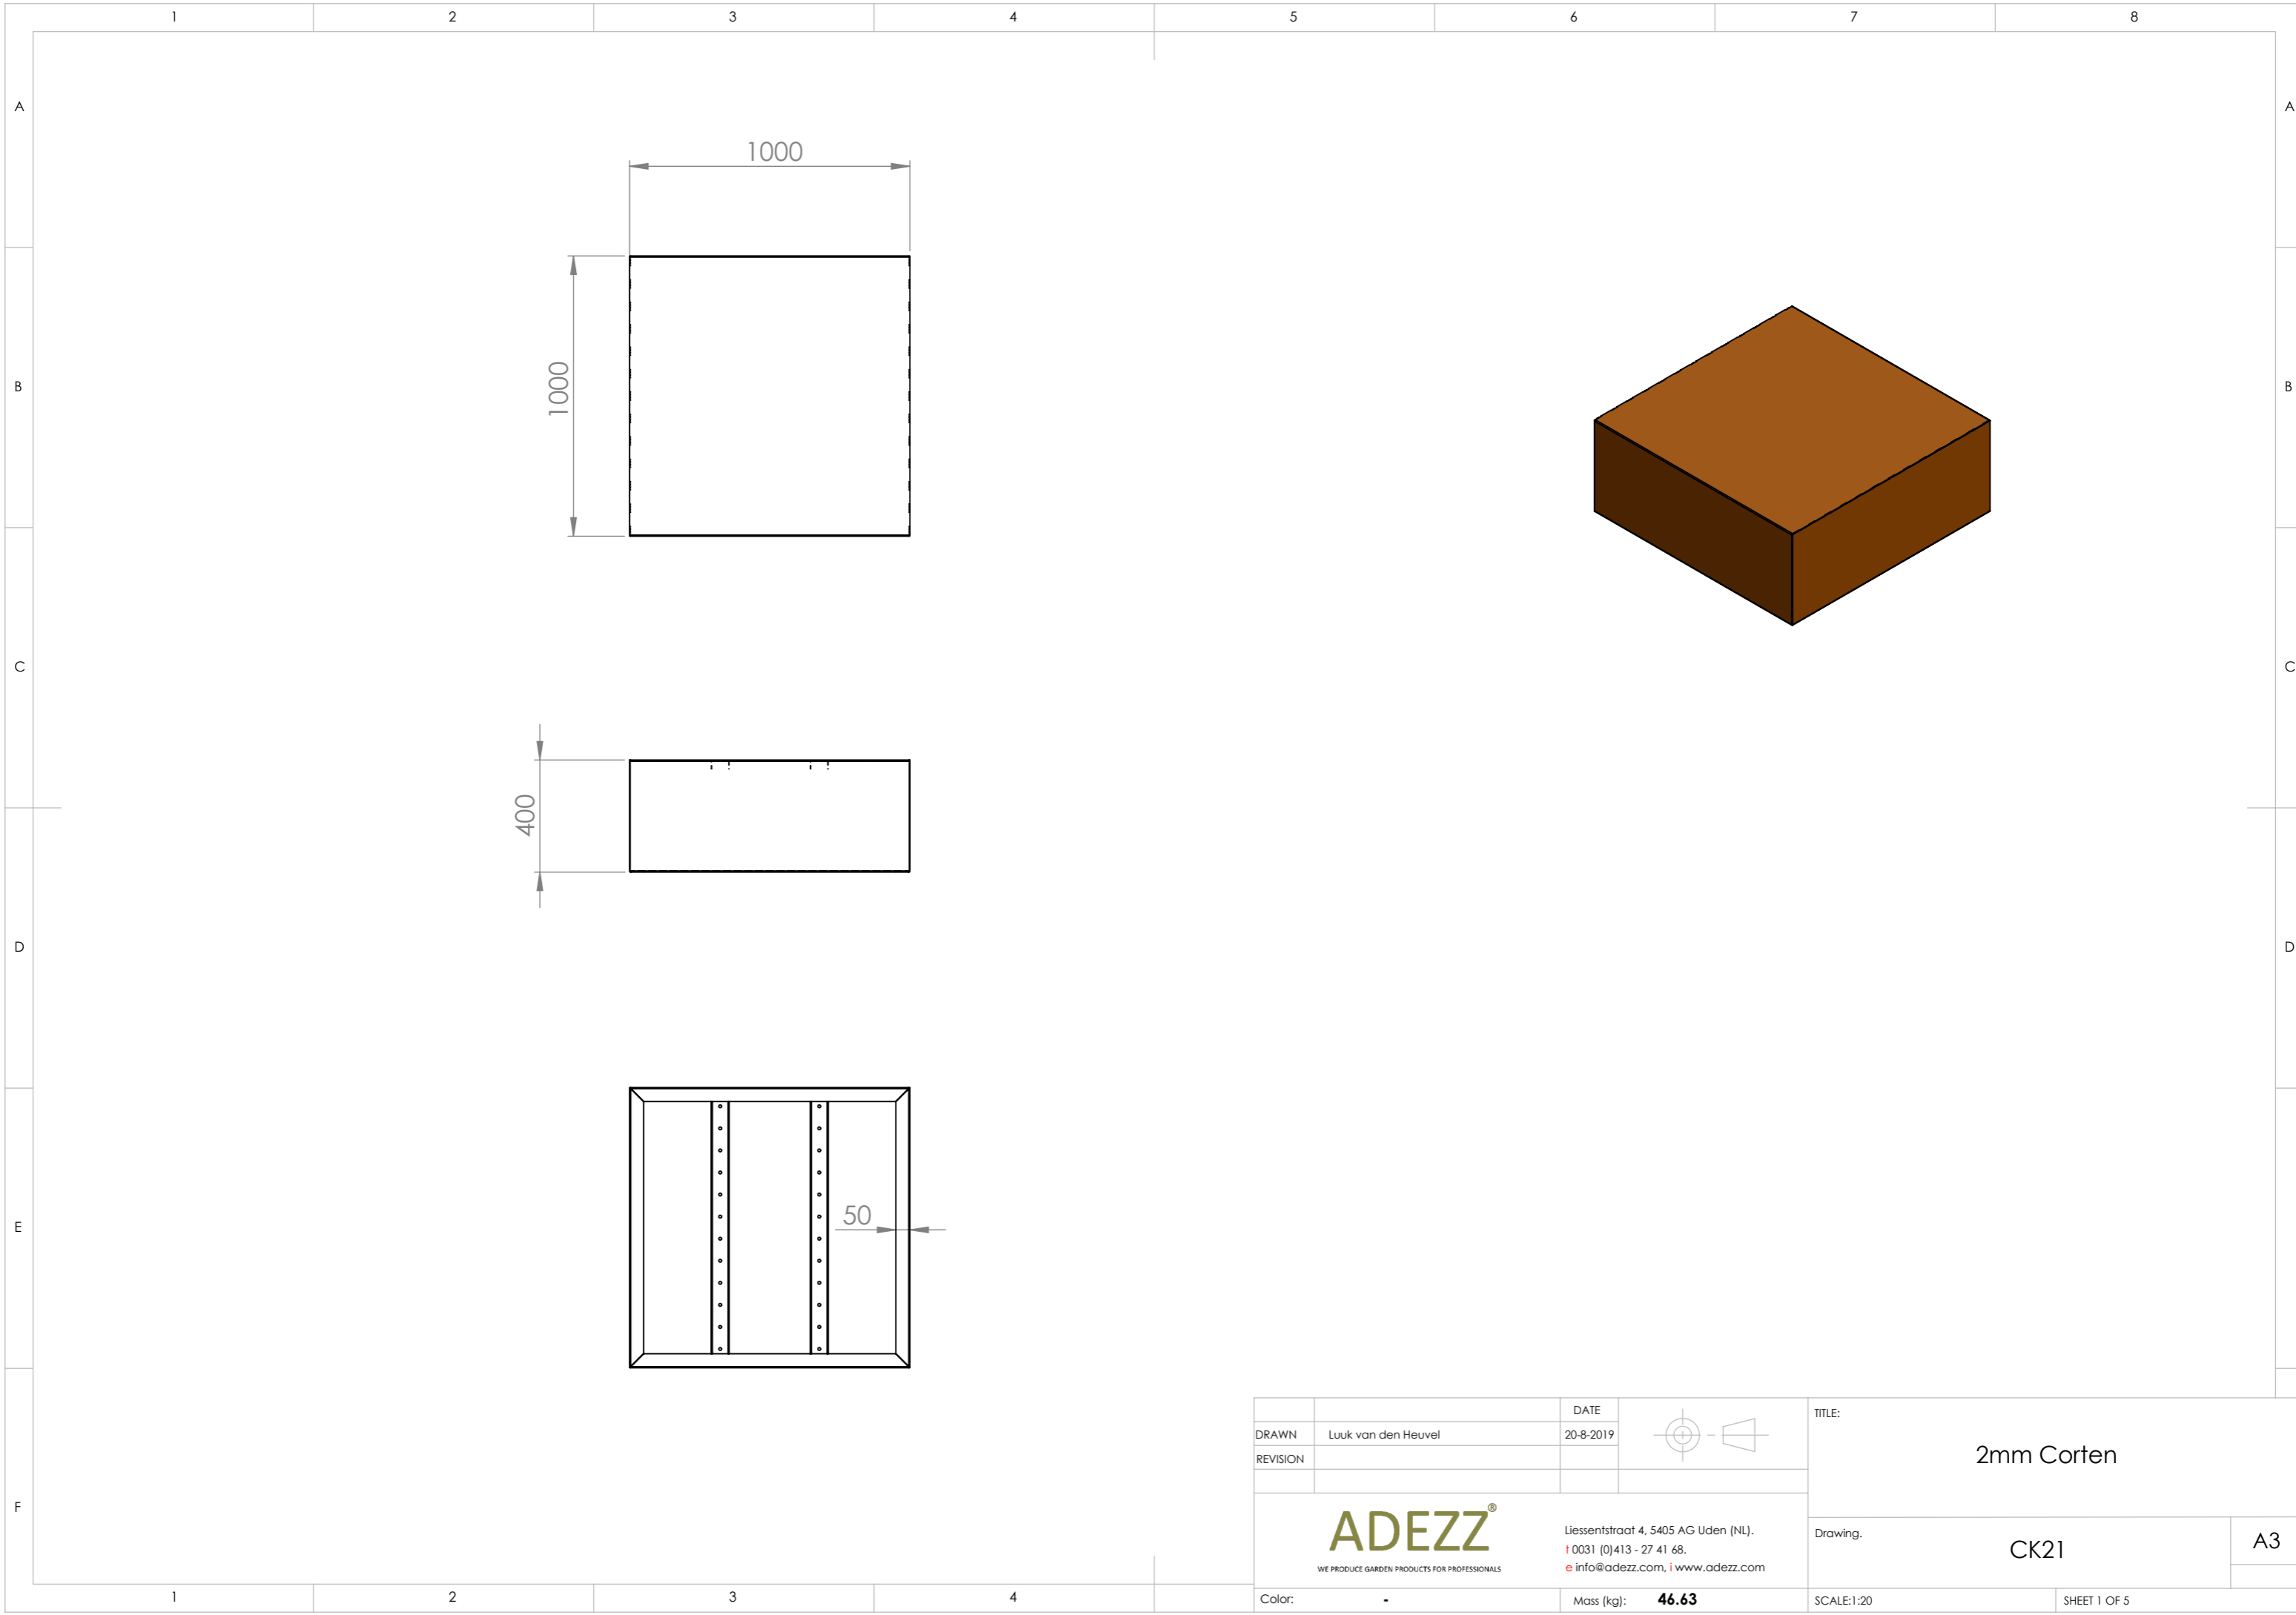 1 2 3 4 5 6 7 8
A A
1000
B B
1000
C C
400
D D
E
50
F
DATE
DRAWN Luuk van den Heuvel 20-8-2019
REVISION
TITLE:
2mm Corten
ADEZZ®
WE PRODUCE GARDEN PRODUCTS FOR PROFESSIONALS
Liessentstraat 4, 5405 AG Uden (NL).
t 0031 (0)413 - 27 41 68.
e info@adezz.com, i www.adezz.com
Drawing.
CK21
A3
1 2 3 4
Color: -
Mass (kg): 46.63
SCALE:1:20
SHEET 1 OF 5